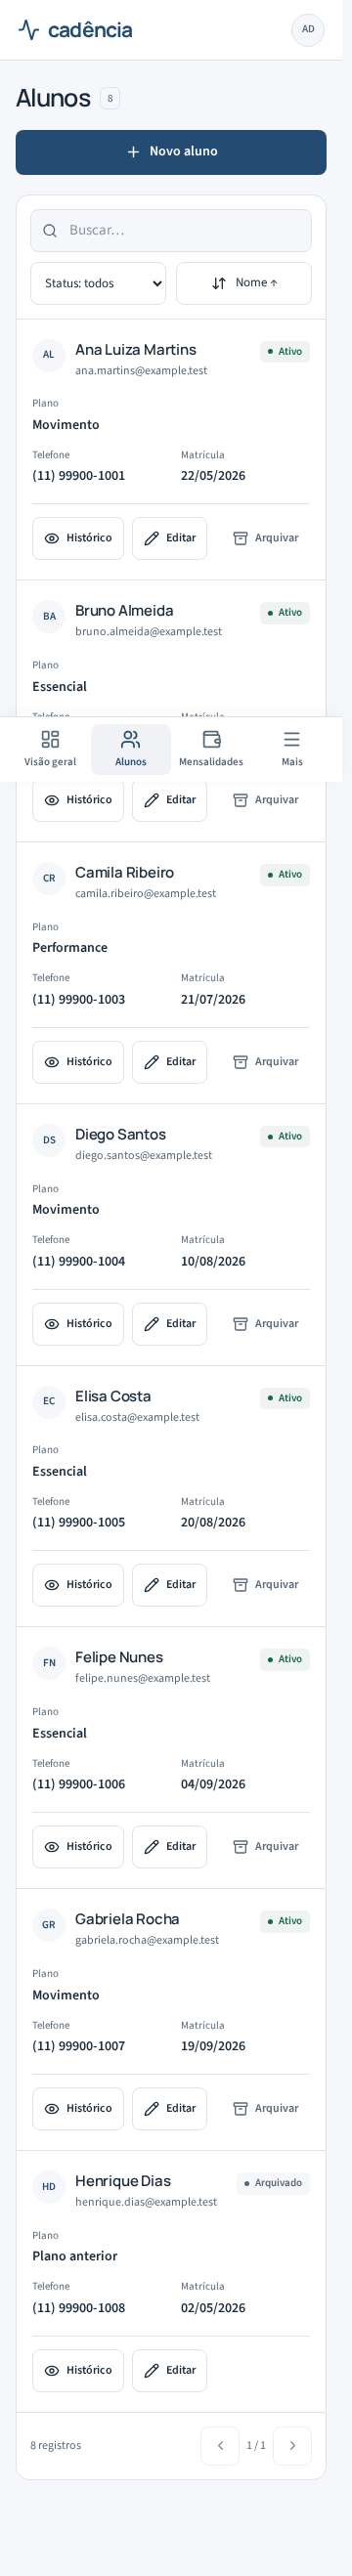 cadência
AD
Alunos
8
Novo aluno
Buscar...
Status: todos
Nome ↑
AL
Ana Luiza Martins
Ativo
ana.martins@example.test
Plano
Movimento
Telefone Matrícula
(11) 99900-1001 22/05/2026
Histórico Editar Arquivar
BA
Bruno Almeida
Ativo
bruno.almeida@example.test
Plano
Essencial
Visão geral Alunos Mensalidades Mais
Histórico Editar Arquivar
CR
Camila Ribeiro
Ativo
camila.ribeiro@example.test
Plano
Performance
Telefone Matrícula
(11) 99900-1003 21/07/2026
Histórico Editar Arquivar
DS
Diego Santos
Ativo
diego.santos@example.test
Plano
Movimento
Telefone Matrícula
(11) 99900-1004 10/08/2026
Histórico Editar Arquivar
EC
Elisa Costa
Ativo
elisa.costa@example.test
Plano
Essencial
Telefone Matrícula
(11) 99900-1005 20/08/2026
Histórico Editar Arquivar
FN
Felipe Nunes
Ativo
felipe.nunes@example.test
Plano
Essencial
Telefone Matrícula
(11) 99900-1006 04/09/2026
Histórico Editar Arquivar
GR
Gabriela Rocha
Ativo
gabriela.rocha@example.test
Plano
Movimento
Telefone Matrícula
(11) 99900-1007 19/09/2026
Histórico Editar Arquivar
HD
Henrique Dias
Arquivado
henrique.dias@example.test
Plano
Plano anterior
Telefone Matrícula
(11) 99900-1008 02/05/2026
Histórico Editar
8 registros
1 / 1